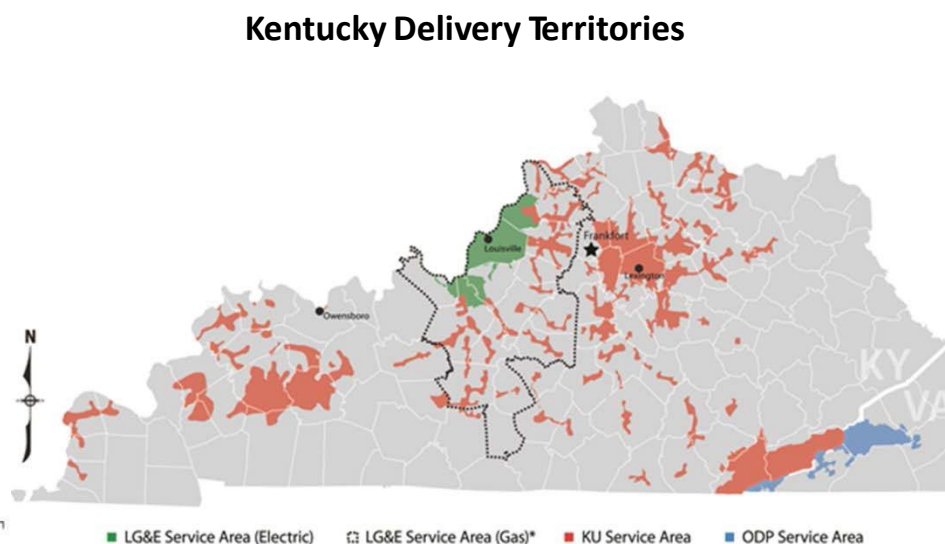 Kentucky Delivery Territories
Frankfort
Louisville
Lexington
Owensboro
N
KY
VA
LG&E Service Area (Electric) LG&E Service Area (Gas)* KU Service Area ODP Service Area